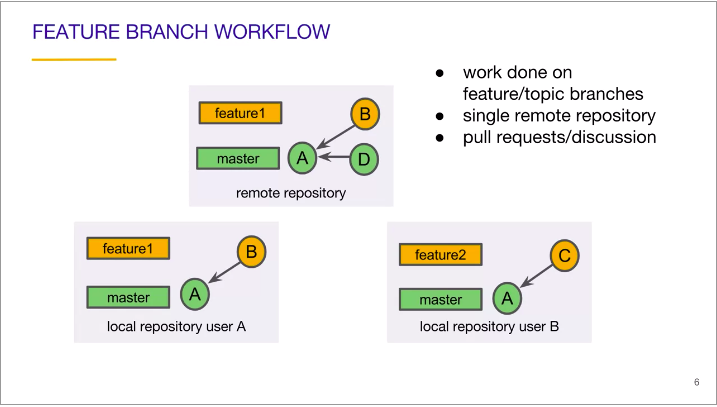 FEATURE BRANCH WORKFLOW
● work done on
feature/topic branches
● single remote repository
● pull requests/discussion
feature1 B
master A D
remote repository
feature1 B
master A
local repository user A
feature2 C
master A
local repository user B
6